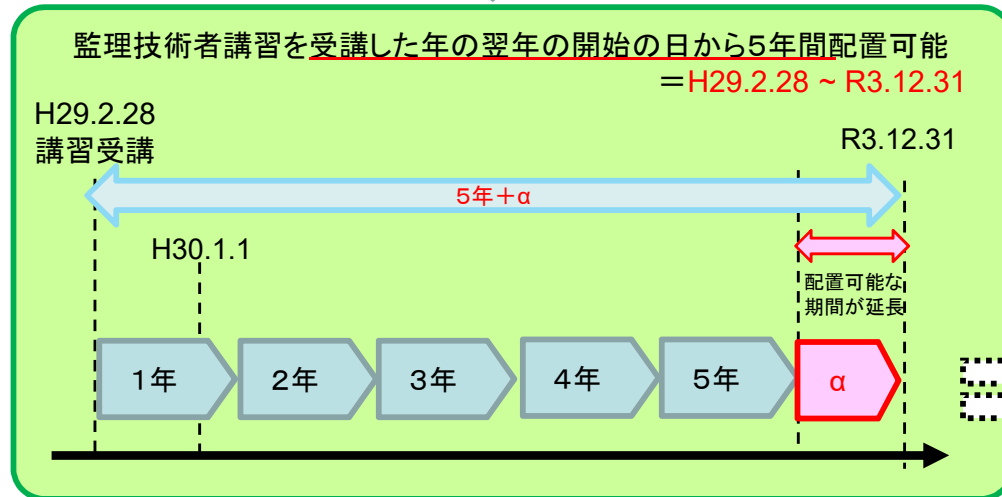 監理技術者講習を受講した年の翌年の開始の日から5年間配置可能
=H29.2.28 ~ R3.12.31
H29.2.28
講習受講
R3.12.31
5年+α
H30.1.1
配置可能な
期間が延長
1年
2年
3年
4年
5年
α